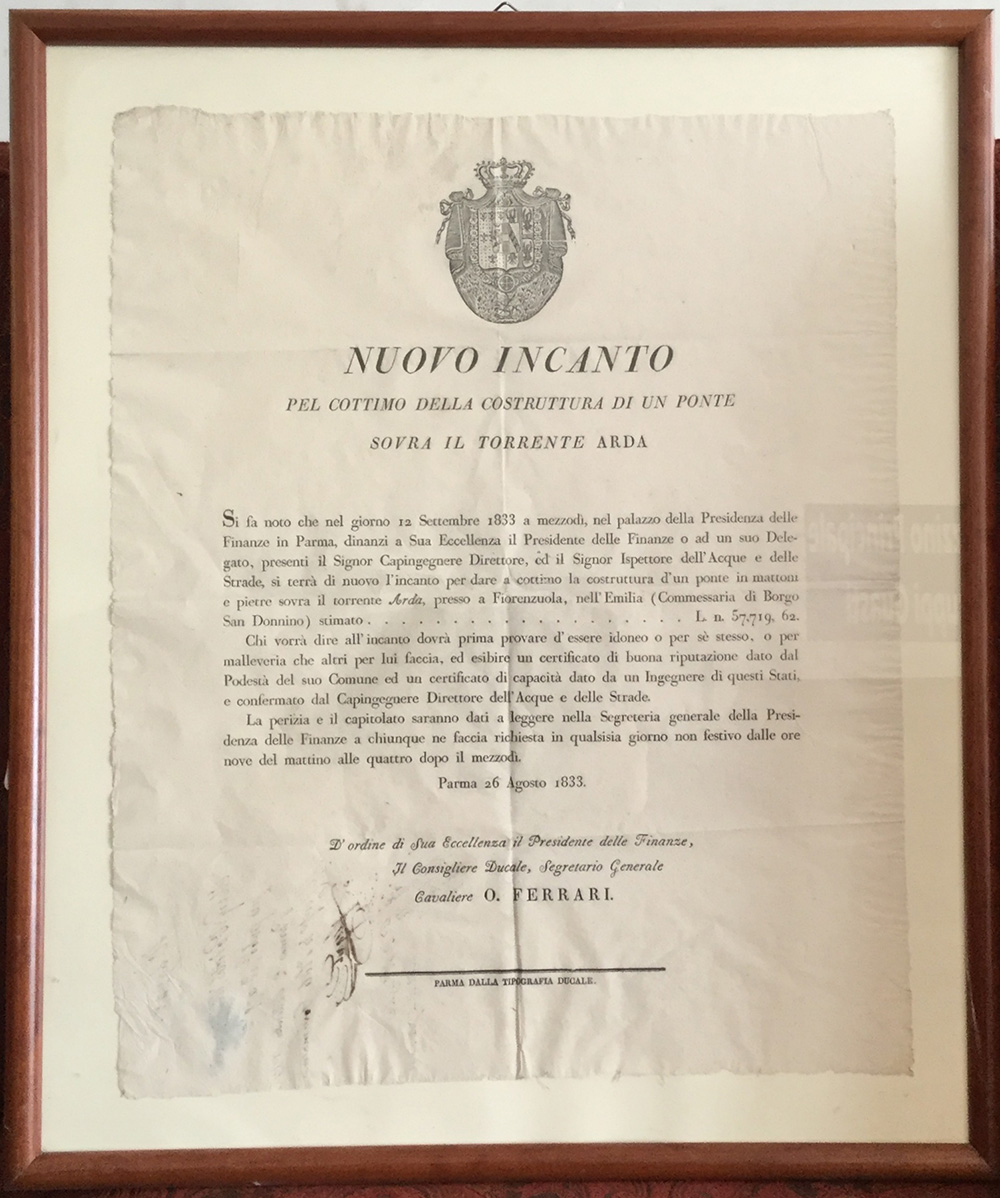 NUOVO INCANTO
PEL COTTIMO DELLA COSTRUTTURA DI UN PONTE
SOVRA IL TORRENTE ARDA
Si fa noto che nel giorno 12 Settembre 1833 a mezzodì, nel palazzo della Presidenza delle
Finanze in Parma, dinanzi a Sua Eccellenza il Presidente delle Finanze o ad un suo Dele-
gato, presenti il Signor Capingegnere Direttore, ed il Signor Ispettore dell'Acque e delle
Strade, si terrà di nuovo l'incanto per dare a cottimo la costruttura d'un ponte in mattoni
e pietre sovra il torrente Arda, presso a Fiorenzuola, nell'Emilia (Commessaria di Borgo
San Donnino) stimato . . . . . . . . . . . . . . . . . . . L. n. 57,719, 62.
Chi vorrà dire all'incanto dovrà prima provare d'essere idoneo o per sè stesso, o per
malleveria che altri per lui faccia, ed esibire un certificato di buona riputazione dato dal
Podestà del suo Comune ed un certificato di capacità dato da un Ingegnere di questi Stati,
e confermato dal Capingegnere Direttore dell'Acque e delle Strade.
La perizia e il capitolato saranno dati a leggere nella Segreteria generale della Presi-
denza delle Finanze a chiunque ne faccia richiesta in qualsisia giorno non festivo dalle ore
nove del mattino alle quattro dopo il mezzodì.
Parma 26 Agosto 1833.
D'ordine di Sua Eccellenza il Presidente delle Finanze,
Il Consigliere Ducale, Segretario Generale
Cavaliere O. FERRARI.
PARMA DALLA TIPOGRAFIA DUCALE.